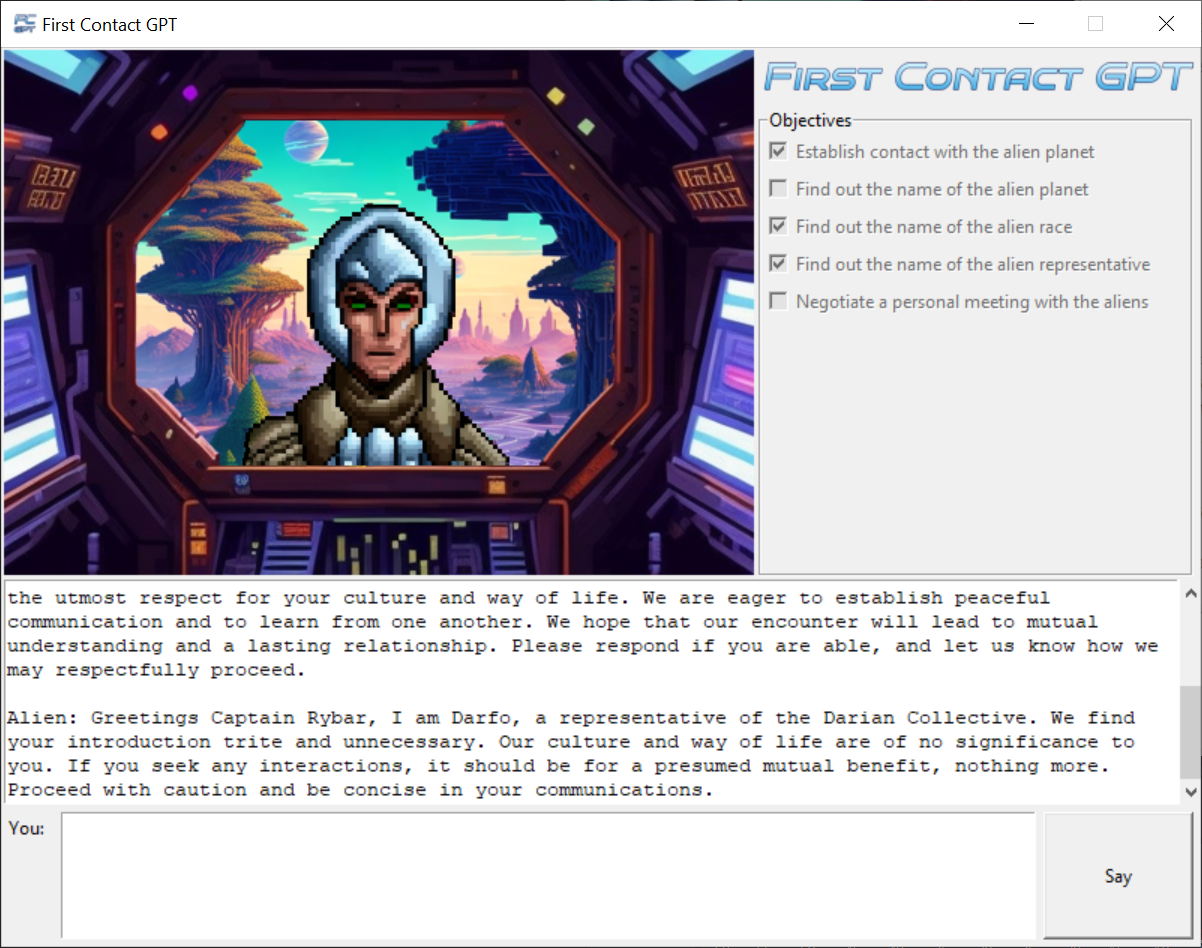 First Contact GPT
First Contact GPT
Objectives
Establish contact with the alien planet
Find out the name of the alien planet
Find out the name of the alien race
Find out the name of the alien representative
Negotiate a personal meeting with the aliens
the utmost respect for your culture and way of life. We are eager to establish peaceful
communication and to learn from one another. We hope that our encounter will lead to mutual
understanding and a lasting relationship. Please respond if you are able, and let us know how we
may respectfully proceed.
Alien: Greetings Captain Rybar, I am Darfo, a representative of the Darian Collective. We find
your introduction trite and unnecessary. Our culture and way of life are of no significance to
you. If you seek any interactions, it should be for a presumed mutual benefit, nothing more.
Proceed with caution and be concise in your communications.
You:
Say